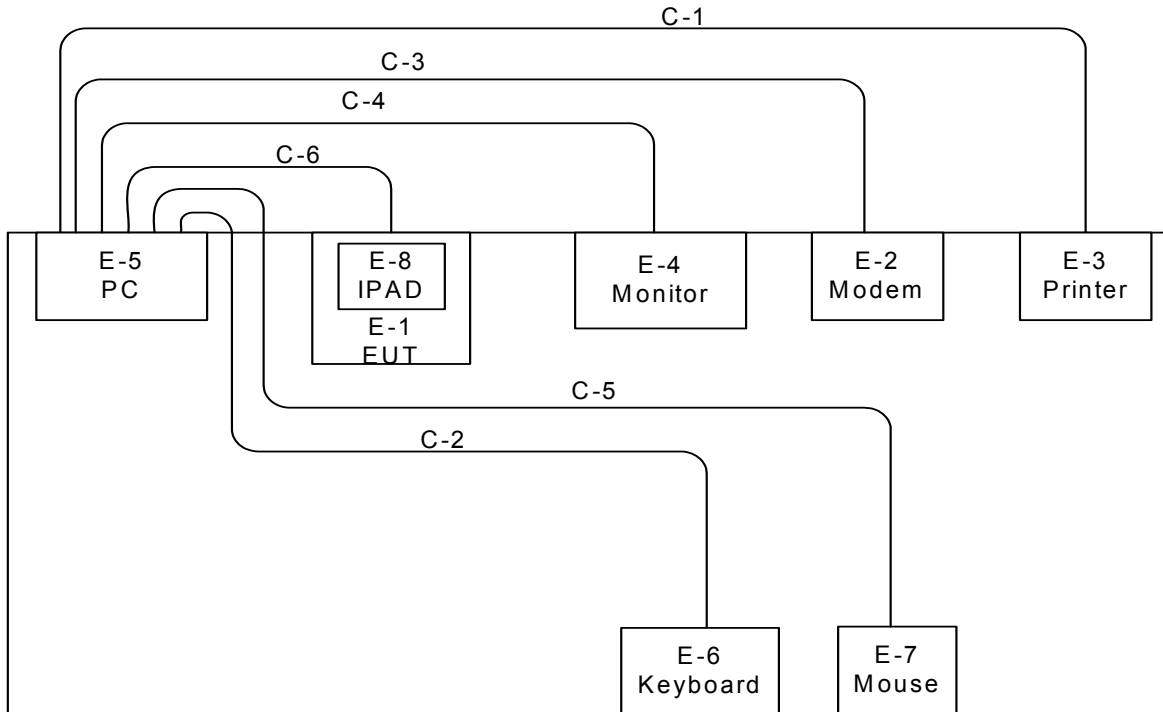 C-1
C-3
C-4
C-6
E-5
PC
E-8
IPAD
E-1
EUT
E-4
Monitor
E-2
Modem
E-3
Printer
C-5
C-2
E-6
Keyboard
E-7
Mouse